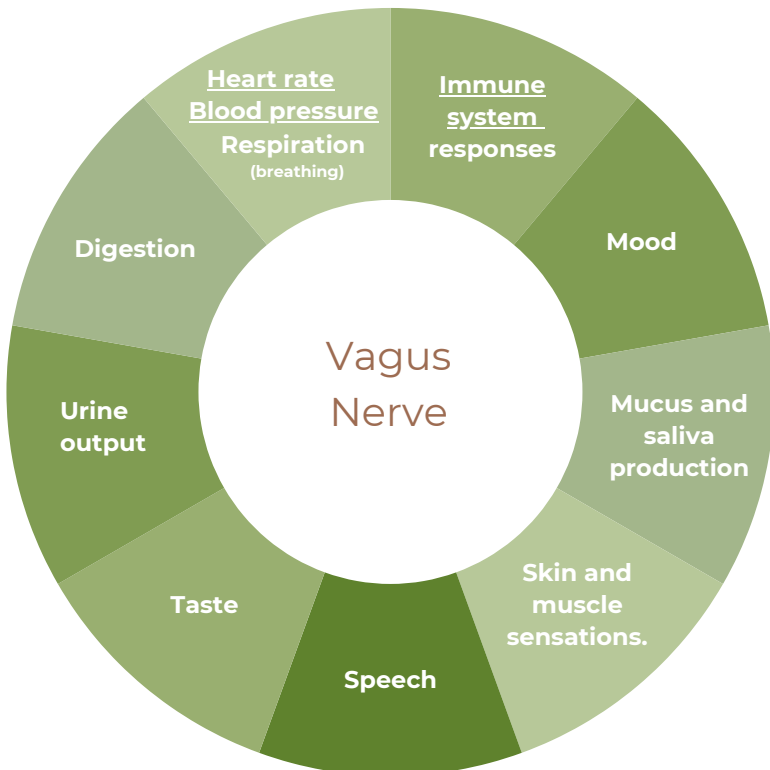 Vagus
Nerve
Heart rate
Blood pressure
Respiration
(breathing)
Immune
system
responses
Mood
Mucus and
saliva
production
Skin and
muscle
sensations.
Speech
Taste
Urine
output
Digestion